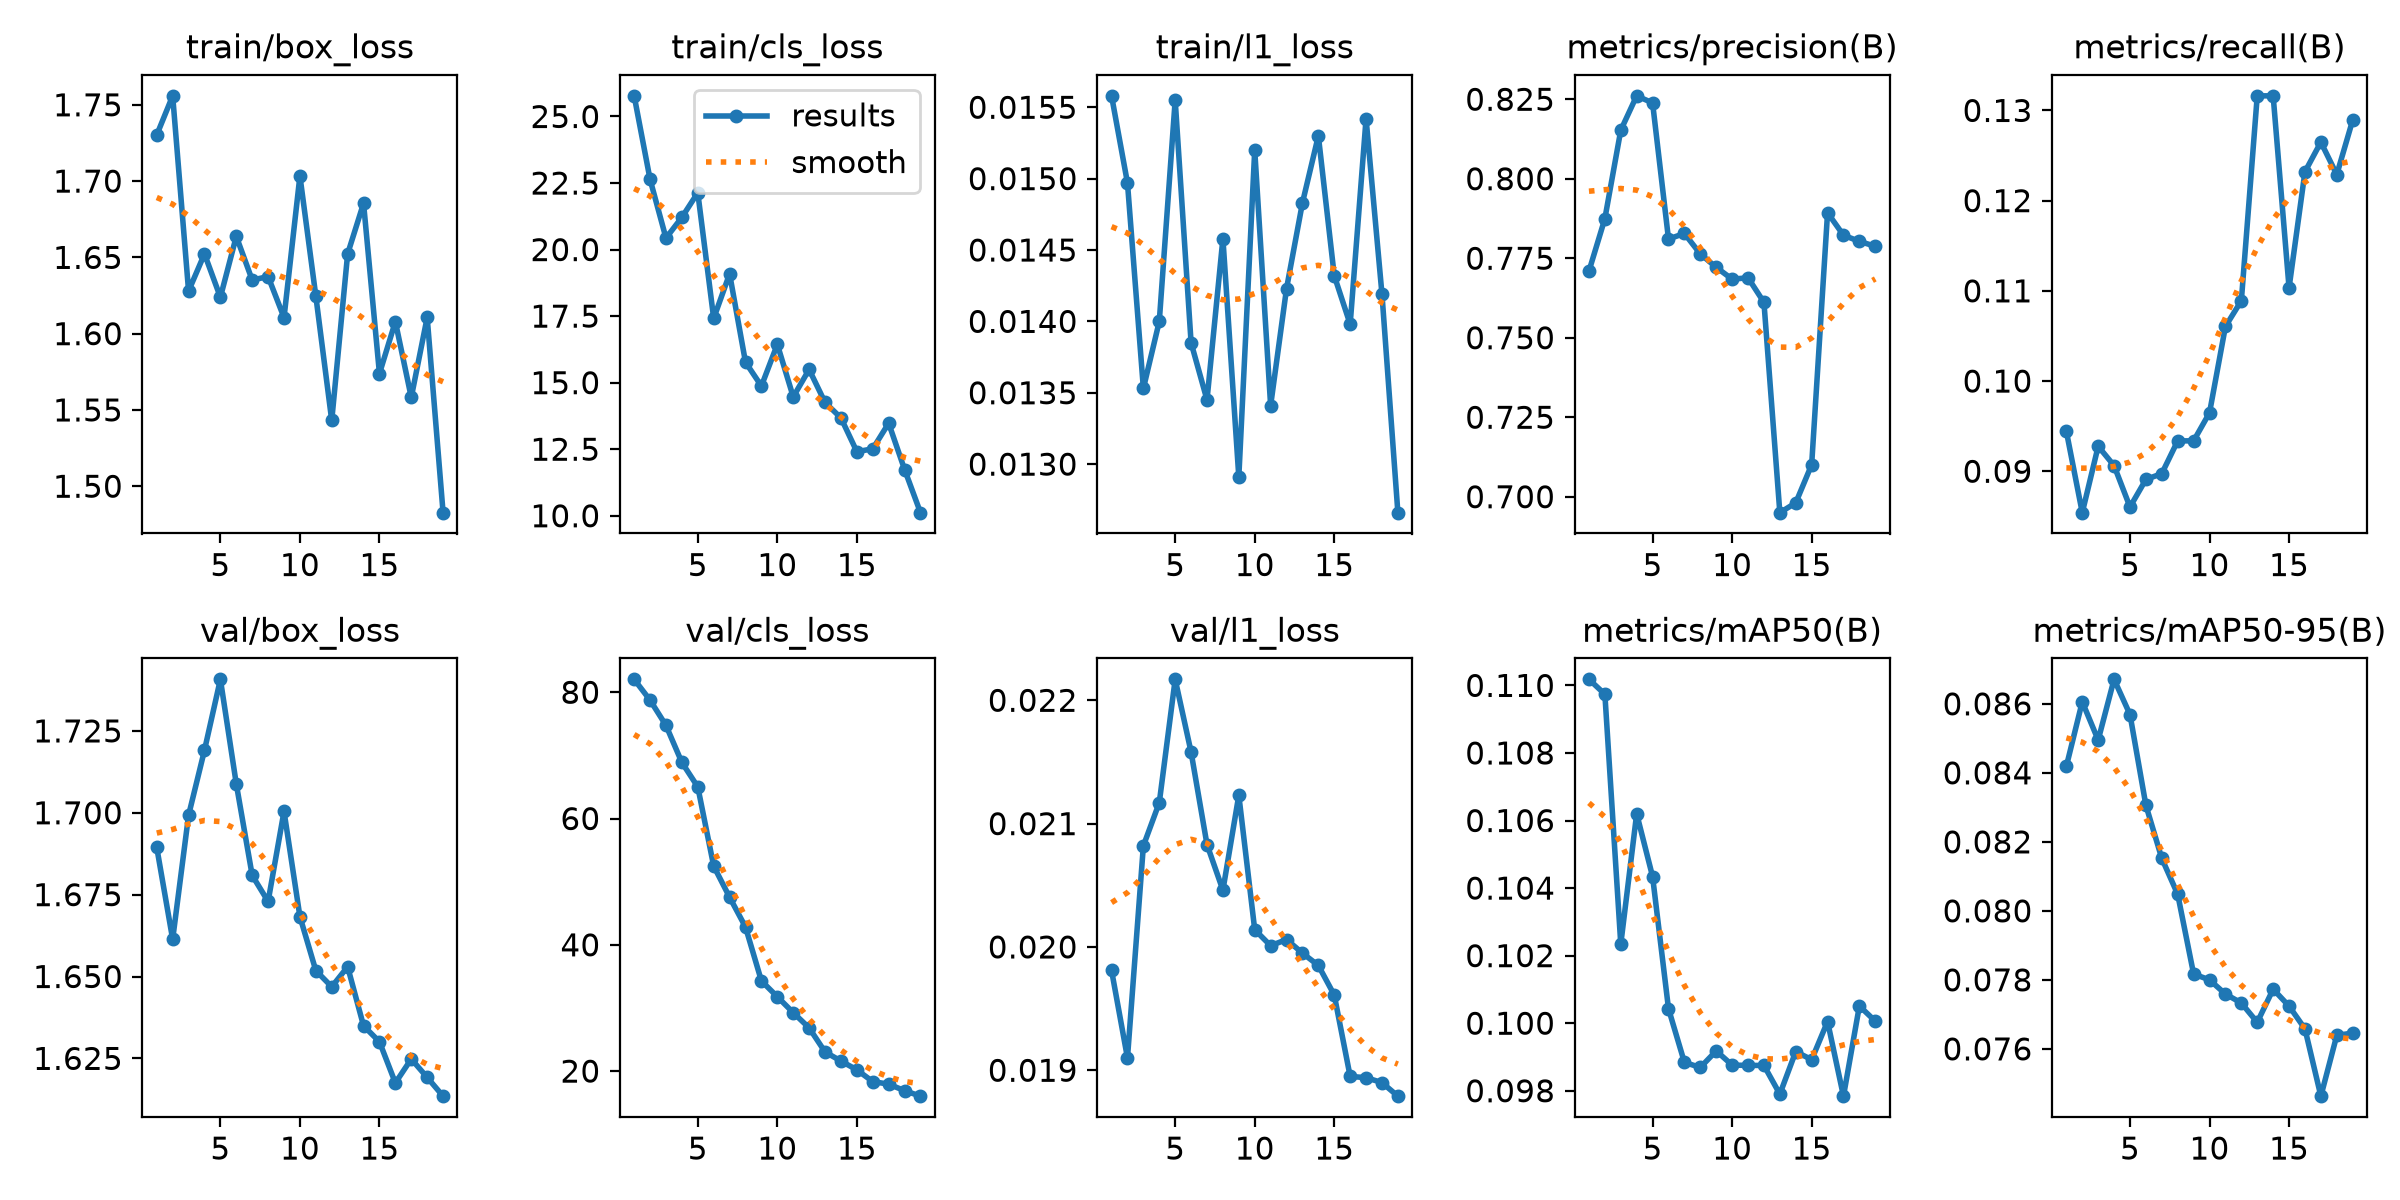 train/box_loss
1.75
1.70
1.65
1.60
1.55
1.50
5 10 15
train/cls_loss
results
smooth
25.0
22.5
20.0
17.5
15.0
12.5
10.0
5 10 15
train/l1_loss
0.0155
0.0150
0.0145
0.0140
0.0135
0.0130
5 10 15
metrics/precision(B)
0.825
0.800
0.775
0.750
0.725
0.700
5 10 15
metrics/recall(B)
0.13
0.12
0.11
0.10
0.09
5 10 15
val/box_loss
1.725
1.700
1.675
1.650
1.625
5 10 15
val/cls_loss
80
60
40
20
5 10 15
val/l1_loss
0.022
0.021
0.020
0.019
5 10 15
metrics/mAP50(B)
0.110
0.108
0.106
0.104
0.102
0.100
0.098
5 10 15
metrics/mAP50-95(B)
0.086
0.084
0.082
0.080
0.078
0.076
5 10 15